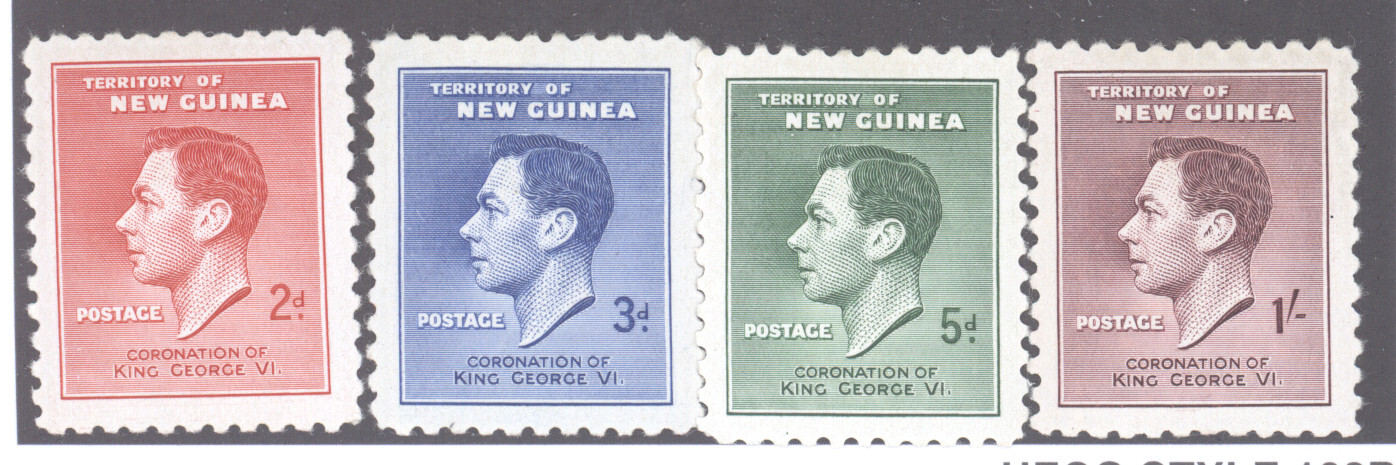 TERRITORY OF
NEW GUINEA
POSTAGE
2d.
CORONATION OF
KING GEORGE VI.
TERRITORY OF
NEW GUINEA
POSTAGE
3d.
CORONATION OF
KING GEORGE VI.
TERRITORY OF
NEW GUINEA
POSTAGE
5d.
CORONATION OF
KING GEORGE VI.
TERRITORY OF
NEW GUINEA
POSTAGE
1/-
CORONATION OF
KING GEORGE VI.